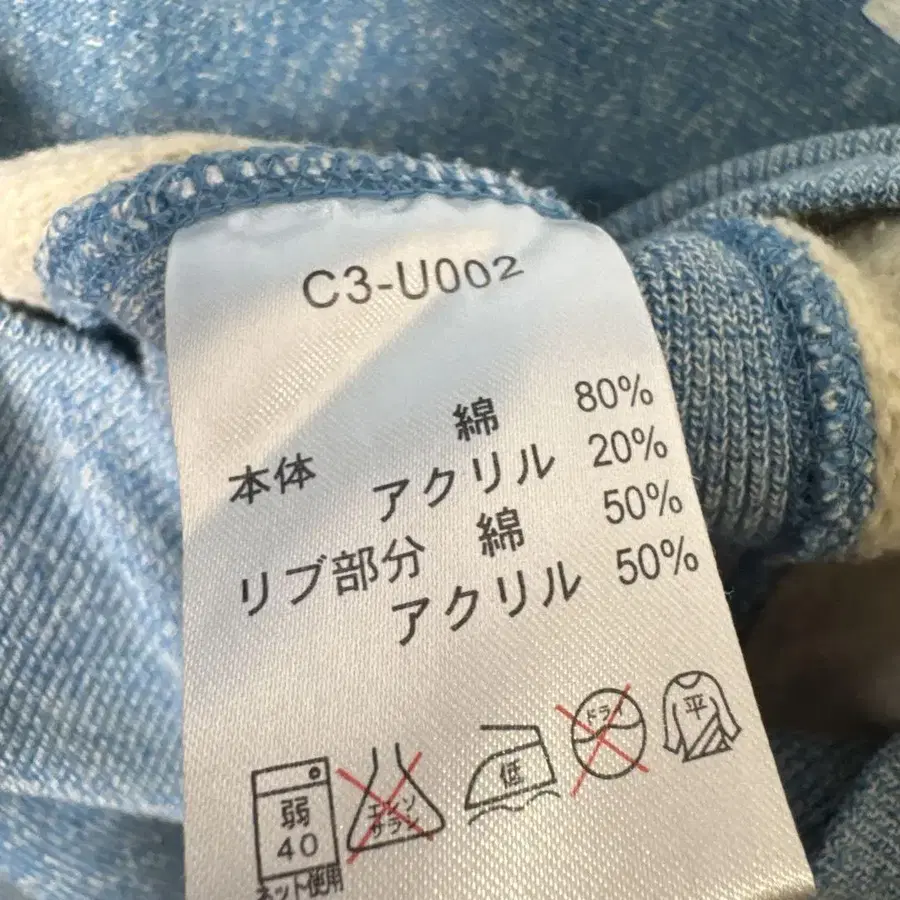 C3-U002
本体 綿 80%
アクリル 20%
リブ部分 綿 50%
アクリル 50%
弱
40
ネット使用
エンソ
サラシ
低
ドライ
平